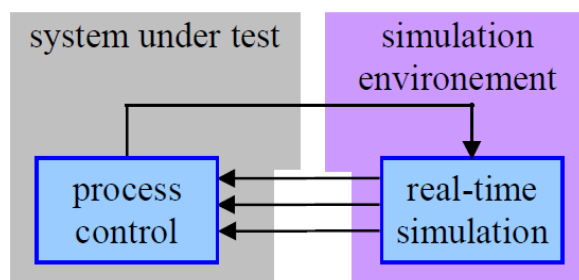 system under test
simulation
environement
process
control
real-time
simulation